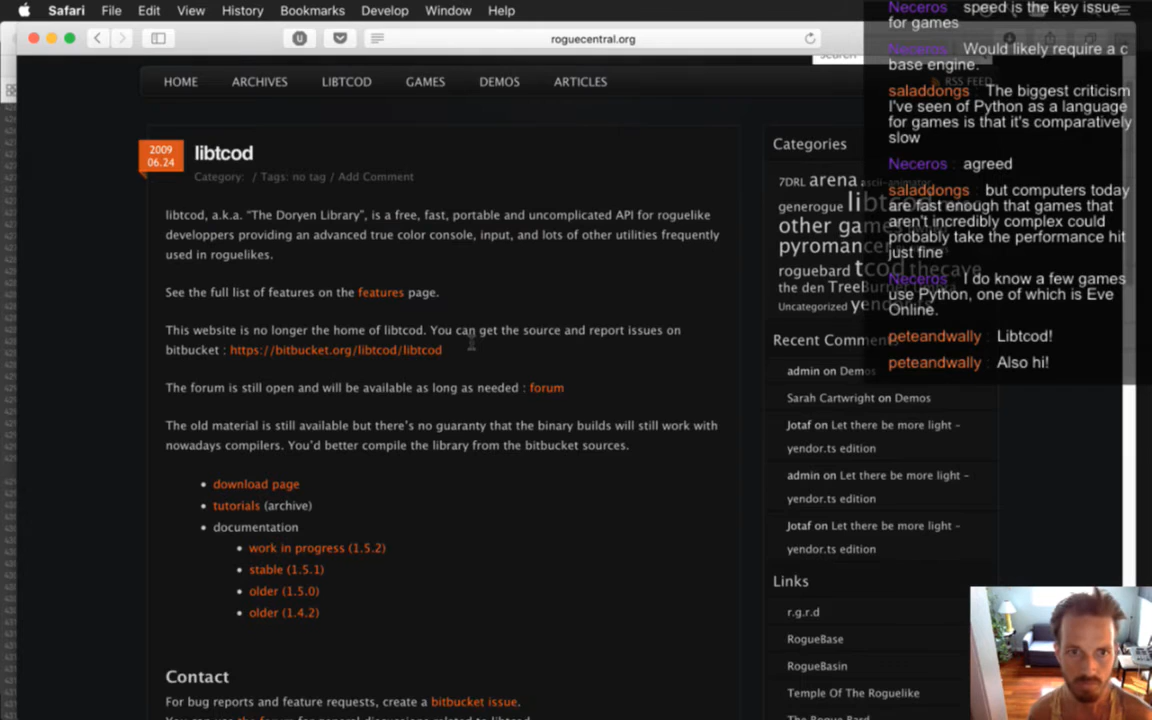 Safari File Edit View History Bookmarks Develop Window Help
roguecentral.org
HOME ARCHIVES LIBTCOD GAMES DEMOS ARTICLES RSS FEED
2009
06.24
libtcod
Category: / Tags: no tag / Add Comment
libtcod, a.k.a. "The Doryen Library", is a free, fast, portable and uncomplicated API for roguelike
developpers providing an advanced true color console, input, and lots of other utilities frequently
used in roguelikes.
See the full list of features on the features page.
This website is no longer the home of libtcod. You can get the source and report issues on
bitbucket : https://bitbucket.org/libtcod/libtcod
The forum is still open and will be available as long as needed : forum
The old material is still available but there's no guaranty that the binary builds will still work with
nowadays compilers. You'd better compile the library from the bitbucket sources.
download page
tutorials (archive)
documentation
work in progress (1.5.2)
stable (1.5.1)
older (1.5.0)
older (1.4.2)
Contact
For bug reports and feature requests, create a bitbucket issue.
Categories
7DRL arena ascii-animator
generogue
other
roguebard tcod thecave
the den
Uncategorized
Recent Comments
admin on Demos
Sarah Cartwright on Demos
Jotaf on Let there be more light –
yendor.ts edition
admin on Let there be more light –
yendor.ts edition
Jotaf on Let there be more light –
yendor.ts edition
Links
r.g.r.d
RogueBase
RogueBasin
Temple Of The Roguelike
Neceros speed is the key issue
for games
Neceros Would likely require a c
base engine.
saladdongs The biggest criticism
I've seen of Python as a language
for games is that it's comparatively
slow
Neceros agreed
saladdongs but computers today
are fast enough that games that
aren't incredibly complex could
probably take the performance hit
just fine
Neceros I do know a few games
use Python, one of which is Eve
Online.
peteandwally : Libtcod!
peteandwally : Also hi!